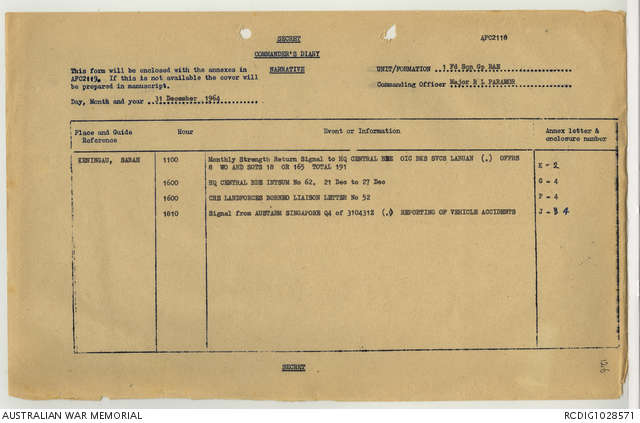 SECRET
AFC2118
COMMANDER'S DIARY
NARRATIVE
This form will be enclosed with the annexes in
AFC2119. If this is not available the cover will
be prepared in manuscript.
UNIT/FORMATION 1 Fd Sqn Gp RAE
Commanding Officer Major R L PARAMOR
Day, Month and year 31 December 1964
Place and Guide Reference
Hour
Event or Information
Annex letter & enclosure number
KENINGAU, SABAH 1100 Monthly Strength Return Signal to HQ CENTRAL BDE OIC BKS SVCS LABUAN (.) OFFRS
8 WO AND SGTS 18 OR 165 TOTAL 191 K - 2
1600 HQ CENTRAL BDE INTSUM No 62. 21 Dec to 27 Dec G - 4
1600 CRE LANDFORCES BORNEO LIAISON LETTER No 52 F - 4
1810 Signal from AUSTARM SINGAPORE Q4 of 310431Z (.) REPORTING OF VEHICLE ACCIDENTS J - 4
SECRET
AUSTRALIAN WAR MEMORIAL
RCDIG1028571